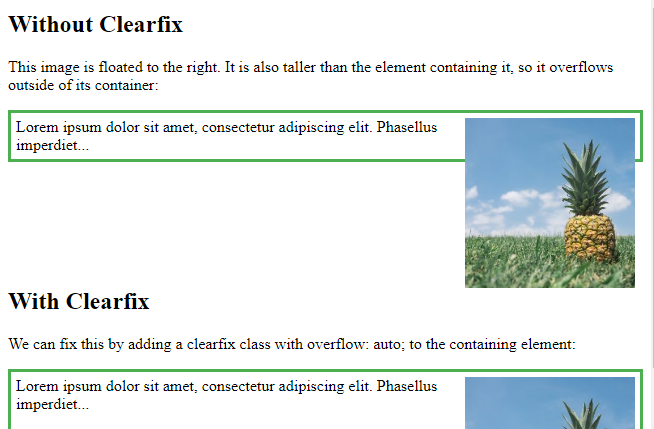 Without Clearfix
This image is floated to the right. It is also taller than the element containing it, so it overflows
outside of its container:
Lorem ipsum dolor sit amet, consectetur adipiscing elit. Phasellus
imperdiet...
With Clearfix
We can fix this by adding a clearfix class with overflow: auto; to the containing element:
Lorem ipsum dolor sit amet, consectetur adipiscing elit. Phasellus
imperdiet...